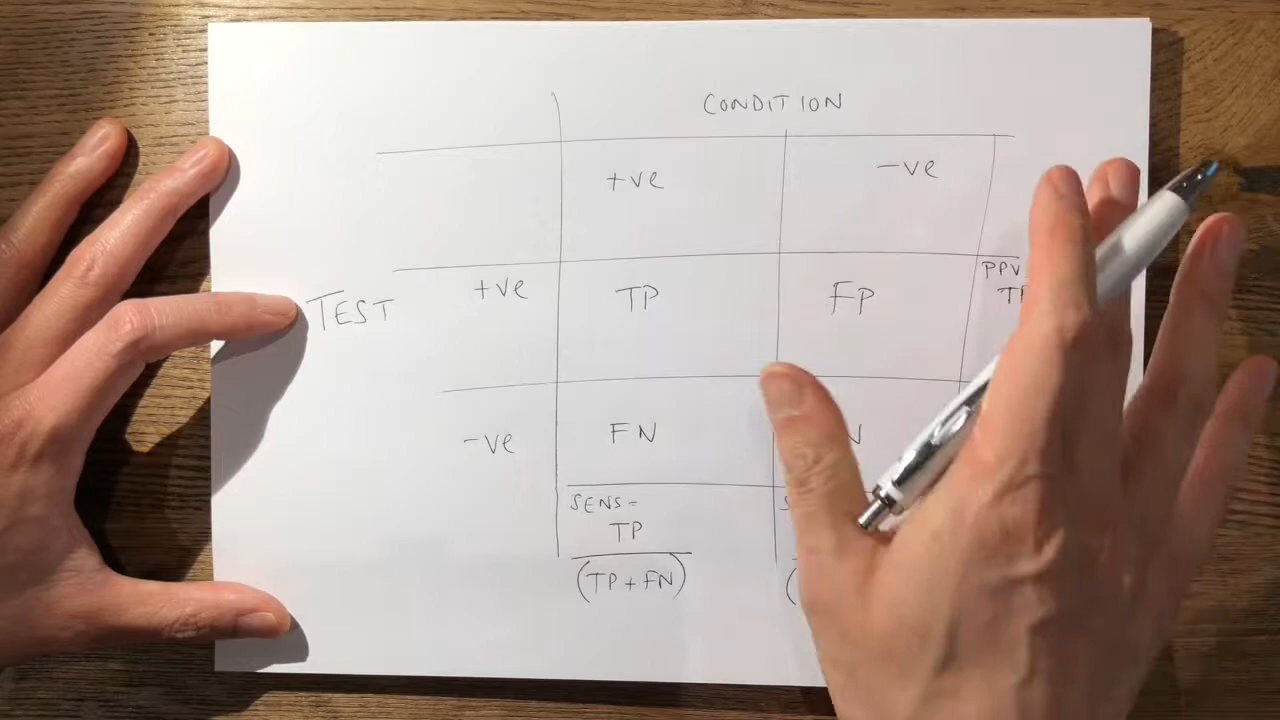 CONDITION
+ve -ve
TEST +ve TP FP PPV
FN
-ve
SENS =
TP
(TP + FN)